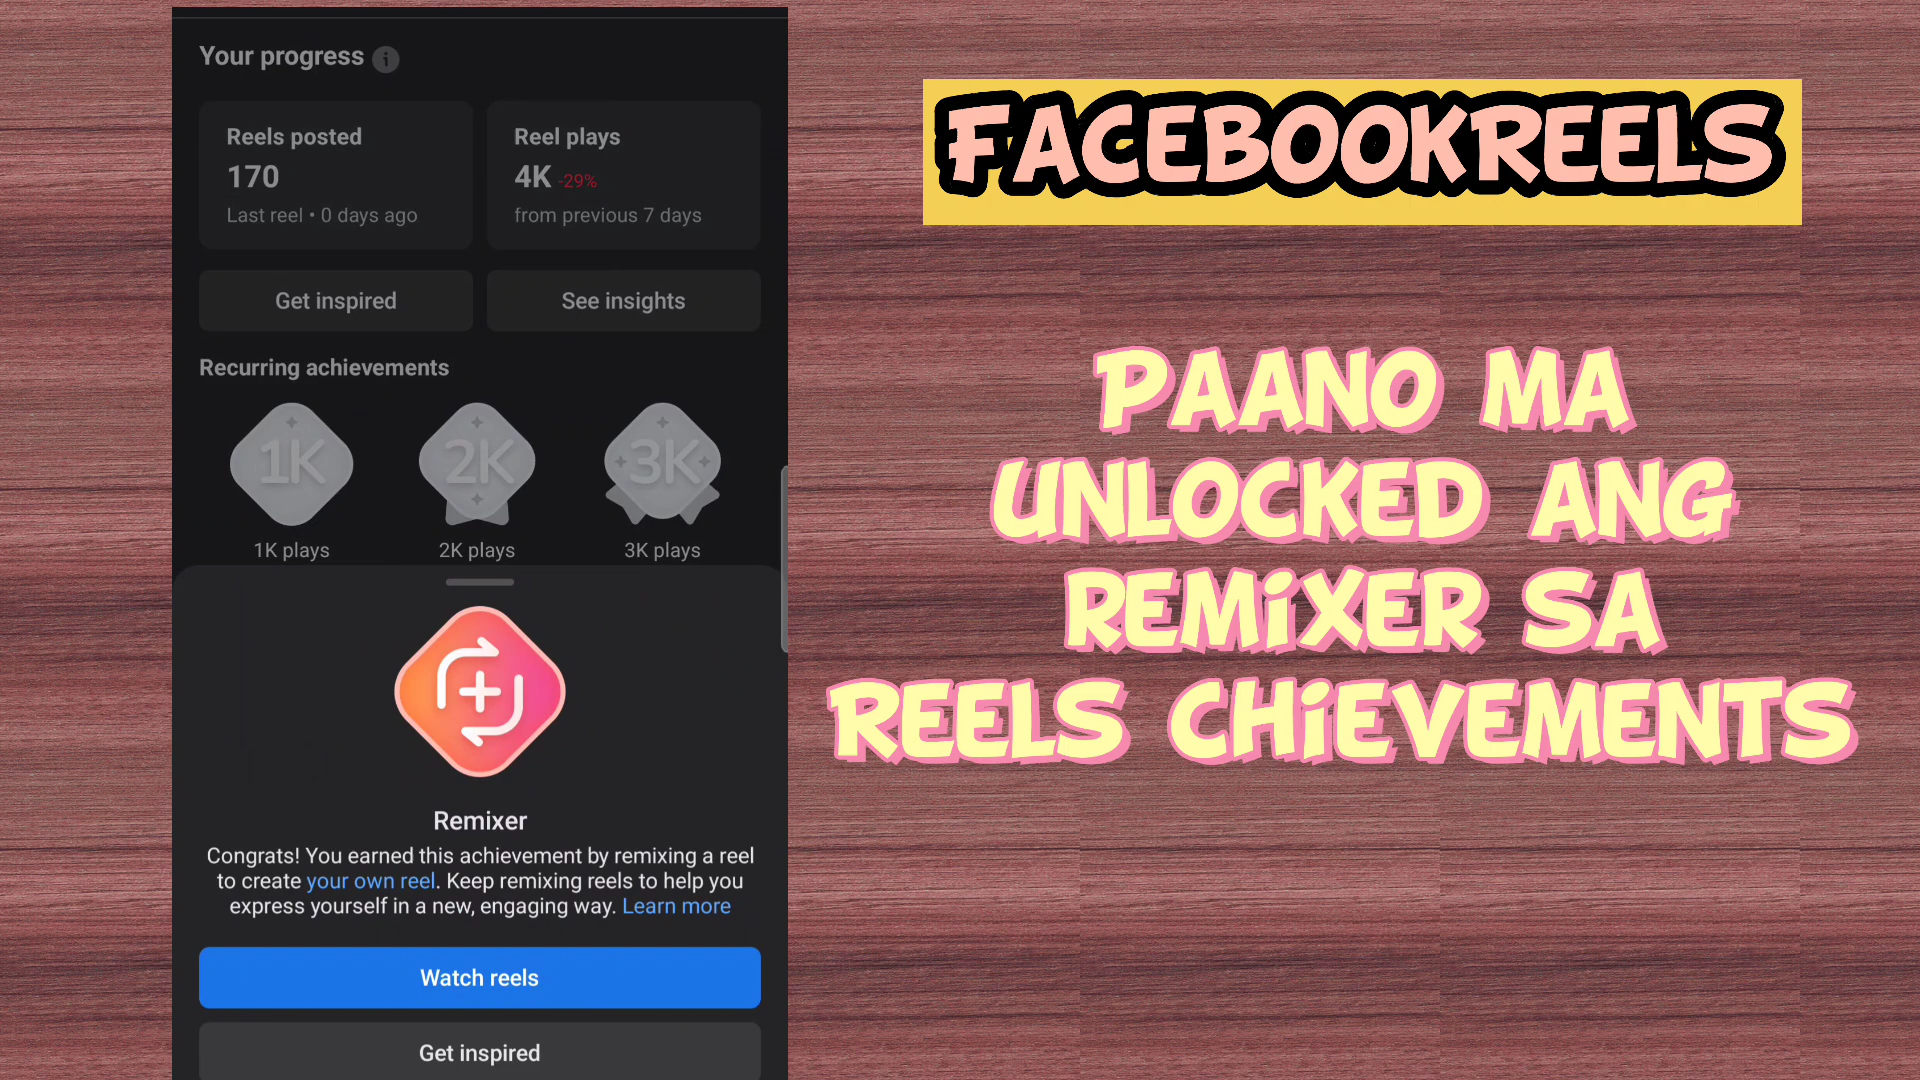 Your progress
Reels posted
170
Last reel • 0 days ago
Reel plays
4K -29%
from previous 7 days
Get inspired
See insights
Recurring achievements
1K
2K
3K
1K plays
2K plays
3K plays
Remixer
Congrats! You earned this achievement by remixing a reel
to create your own reel. Keep remixing reels to help you
express yourself in a new, engaging way. Learn more
Watch reels
Get inspired
FACEBOOKREELS
PAANO MA
UNLOCKED ANG
REMIXER SA
REELS CHIEVEMENTS